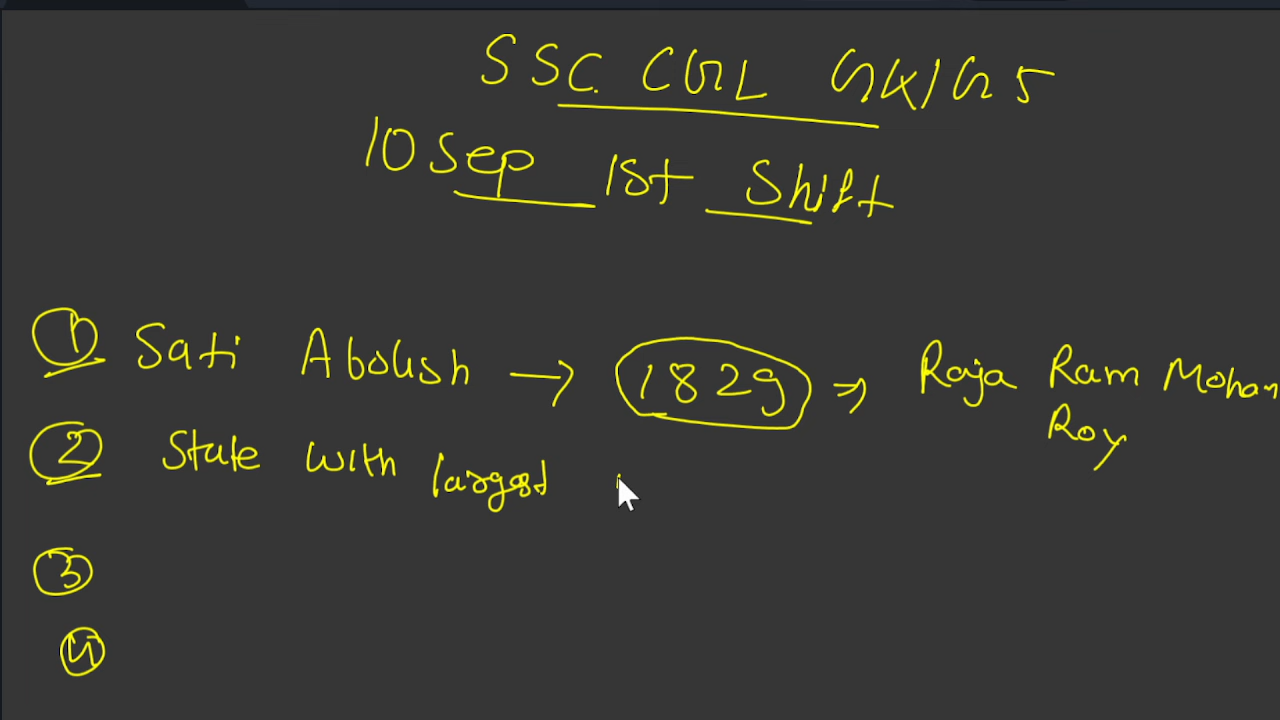 SSC CGL GK/GS
10 Sep 1st Shift
① Sati Abolish → 1829 ⇒ Raja Ram Mohan
Roy
② State with largest
③
④